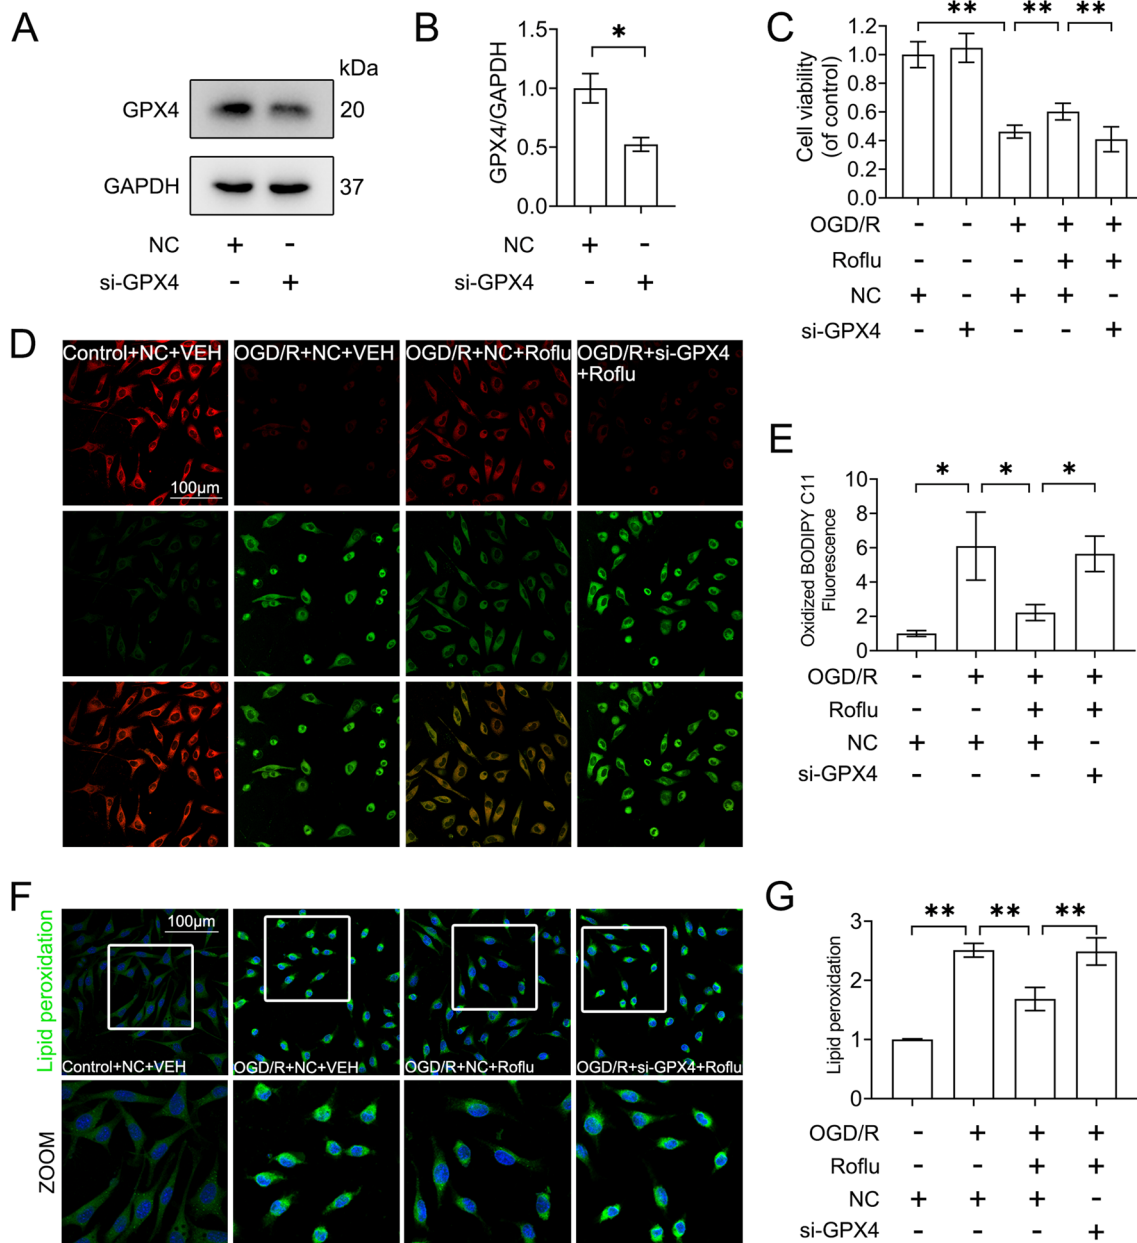 A
kDa
GPX4
20
GAPDH
37
NC + -
si-GPX4 - +
B
*
GPX4/GAPDH
1.5
1.0
0.5
0.0
NC + -
si-GPX4 - +
C
** ** **
Cell viability
(of control)
1.2
1.0
0.8
0.6
0.4
0.2
0.0
OGD/R - - + + +
Roflu - - - + +
NC + - + + -
si-GPX4 - + - - +
D
Control+NC+VEH
OGD/R+NC+VEH
OGD/R+NC+Roflu
OGD/R+si-GPX4
+Roflu
100μm
E
* * *
Oxidized BODIPY C11
Fluorescence
10
8
6
4
2
0
OGD/R - + + +
Roflu - - + +
NC + + + -
si-GPX4 - - - +
F
Lipid peroxidation
100μm
Control+NC+VEH
OGD/R+NC+VEH
OGD/R+NC+Roflu
OGD/R+si-GPX4+Roflu
ZOOM
G
** ** **
Lipid peroxidation
3
2
1
0
OGD/R - + + +
Roflu - - + +
NC + + + -
si-GPX4 - - - +